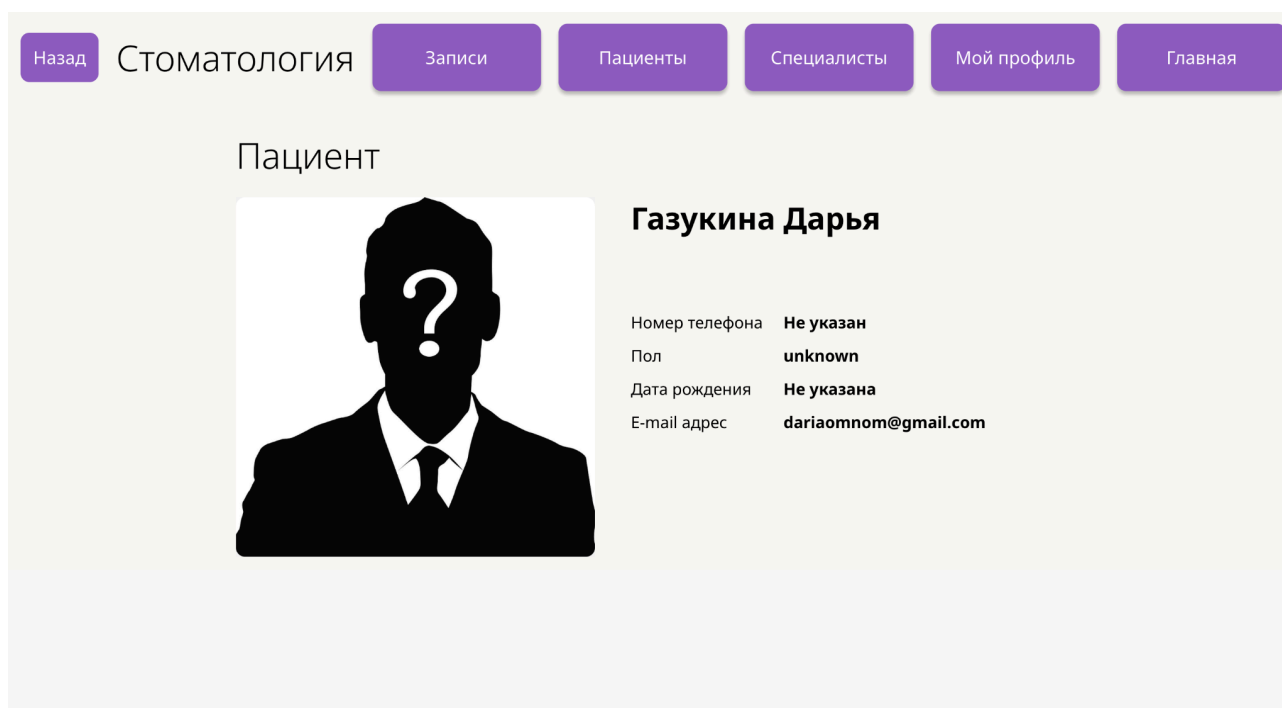 Назад
Стоматология
Записи
Пациенты
Специалисты
Мой профиль
Главная
Пациент
?
Газукина Дарья
Номер телефона Не указан
Пол unknown
Дата рождения Не указана
E-mail адрес dariaomnom@gmail.com